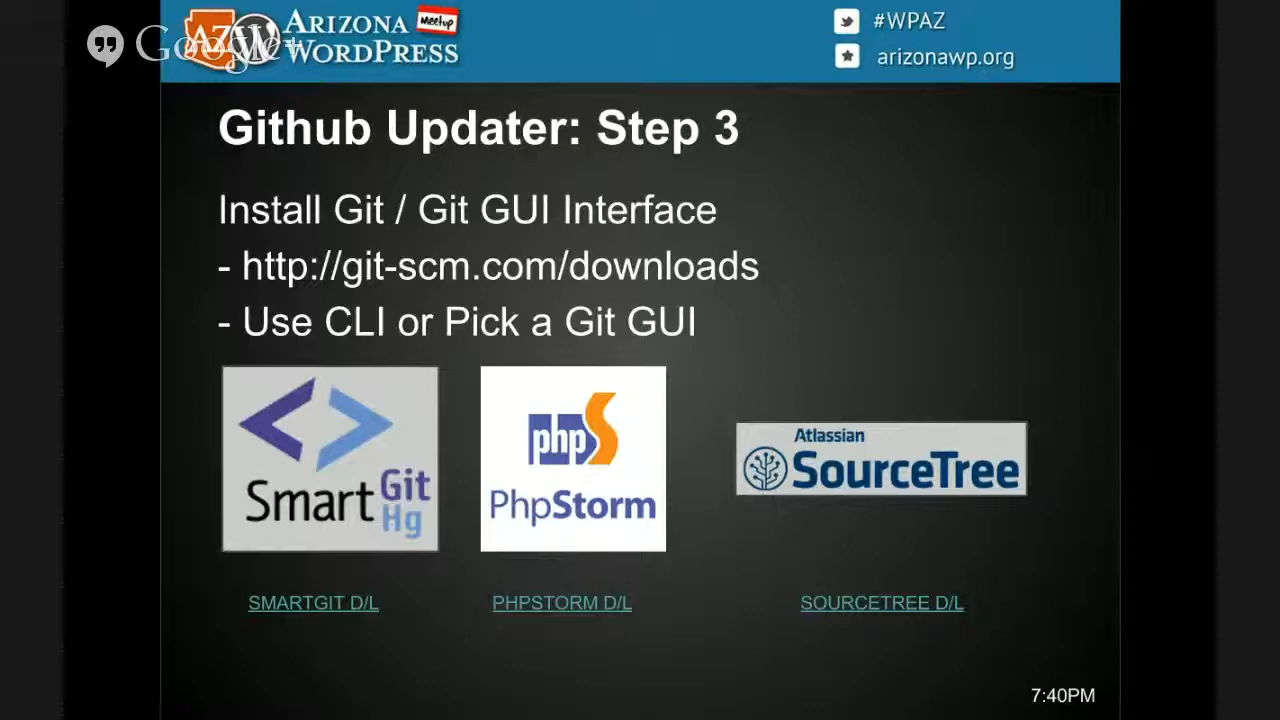 Google+
AZ W
ARIZONA
Meetup
WORDPRESS
#WPAZ
arizonawp.org
Github Updater: Step 3
Install Git / Git GUI Interface
- http://git-scm.com/downloads
- Use CLI or Pick a Git GUI
Smart Git
Hg
php S
PhpStorm
Atlassian
SourceTree
SMARTGIT D/L
PHPSTORM D/L
SOURCETREE D/L
7:40PM